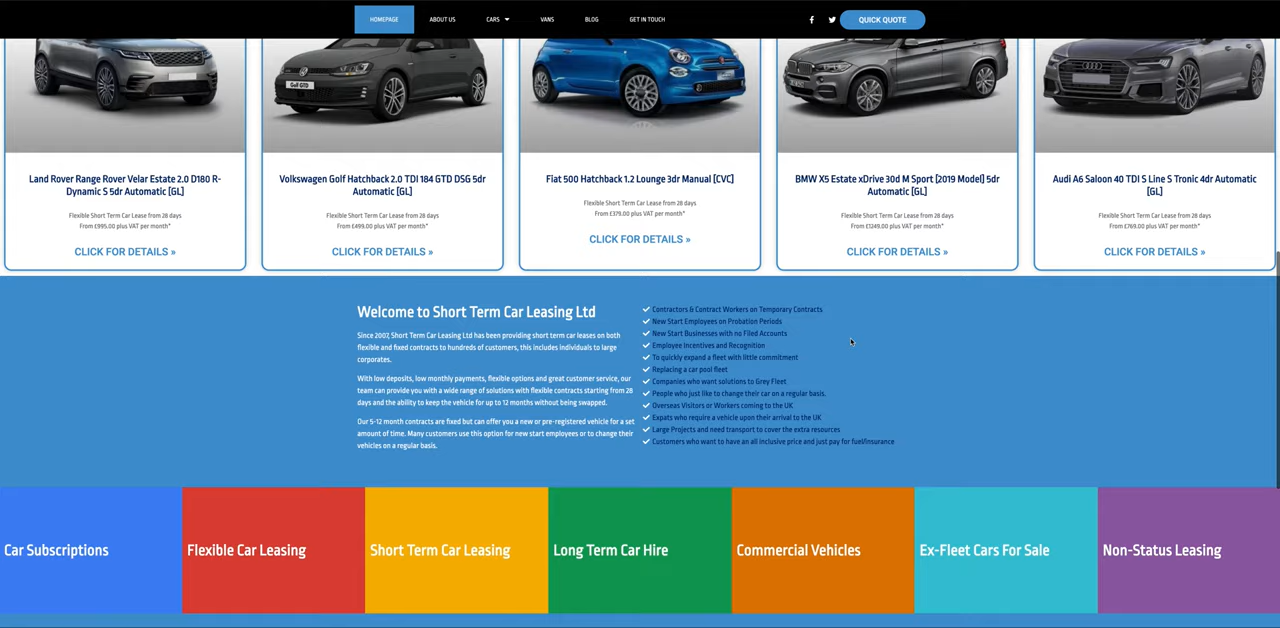 HOMEPAGE ABOUT US CARS VANS BLOG GET IN TOUCH QUICK QUOTE
Golf GTD
Land Rover Range Rover Velar Estate 2.0 D180 R-
Dynamic S 5dr Automatic [GL]
Flexible Short Term Car Lease from 28 days
From £995.00 plus VAT per month*
CLICK FOR DETAILS »
Volkswagen Golf Hatchback 2.0 TDI 184 GTD DSG 5dr
Automatic [GL]
Flexible Short Term Car Lease from 28 days
From £499.00 plus VAT per month*
CLICK FOR DETAILS »
Fiat 500 Hatchback 1.2 Lounge 3dr Manual [CVC]
Flexible Short Term Car Lease from 28 days
From £379.00 plus VAT per month*
CLICK FOR DETAILS »
BMW X5 Estate xDrive 30d M Sport [2019 Model] 5dr
Automatic [GL]
Flexible Short Term Car Lease from 28 days
From £1249.00 plus VAT per month*
CLICK FOR DETAILS »
Audi A6 Saloon 40 TDI S Line S Tronic 4dr Automatic
[GL]
Flexible Short Term Car Lease from 28 days
From £769.00 plus VAT per month*
CLICK FOR DETAILS »
Welcome to Short Term Car Leasing Ltd
Since 2007, Short Term Car Leasing Ltd has been providing short term car leases on both
flexible and fixed contracts to hundreds of customers, this includes individuals to large
corporates.
With low deposits, low monthly payments, flexible options and great customer service, our
team can provide you with a wide range of solutions with flexible contracts starting from 28
days and the ability to keep the vehicle for up to 12 months without being swapped.
Our 5-12 month contracts are fixed but can offer you a new or pre-registered vehicle for a set
amount of time. Many customers use this option for new start employees or to change their
vehicles on a regular basis.
Contractors & Contract Workers on Temporary Contracts
New Start Employees on Probation Periods
New Start Businesses with no Filed Accounts
Employee Incentives and Recognition
To quickly expand a fleet with little commitment
Replacing a car pool fleet
Companies who want solutions to Grey Fleet
People who just like to change their car on a regular basis.
Overseas Visitors or Workers coming to the UK
Expats who require a vehicle upon their arrival to the UK
Large Projects and need transport to cover the extra resources
Customers who want to have an all inclusive price and just pay for fuel/insurance
Car Subscriptions
Flexible Car Leasing
Short Term Car Leasing
Long Term Car Hire
Commercial Vehicles
Ex-Fleet Cars For Sale
Non-Status Leasing